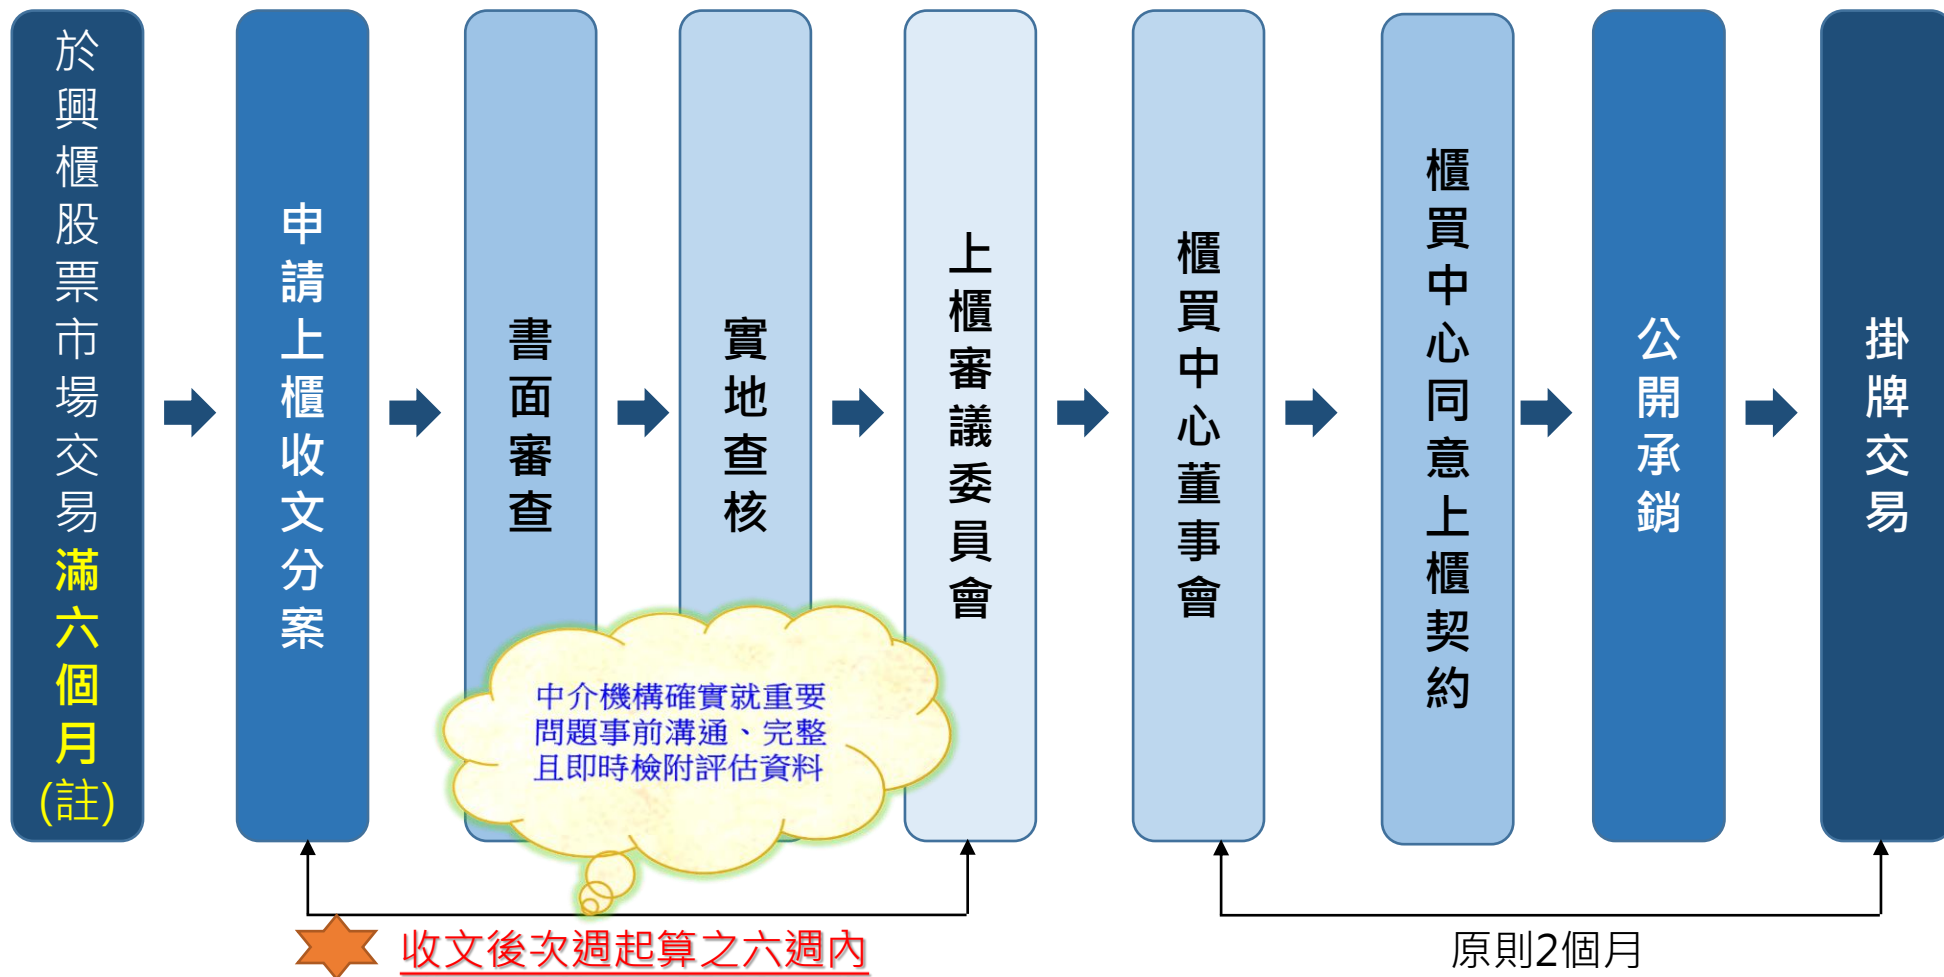 於興櫃股票市場交易滿六個月(註)
申請上櫃收文分案
書面審查
實地查核
上櫃審議委員會
櫃買中心董事會
櫃買中心同意上櫃契約
公開承銷
掛牌交易
中介機構確實就重要
問題事前溝通、完整
且即時檢附評估資料
收文後次週起算之六週內
原則2個月